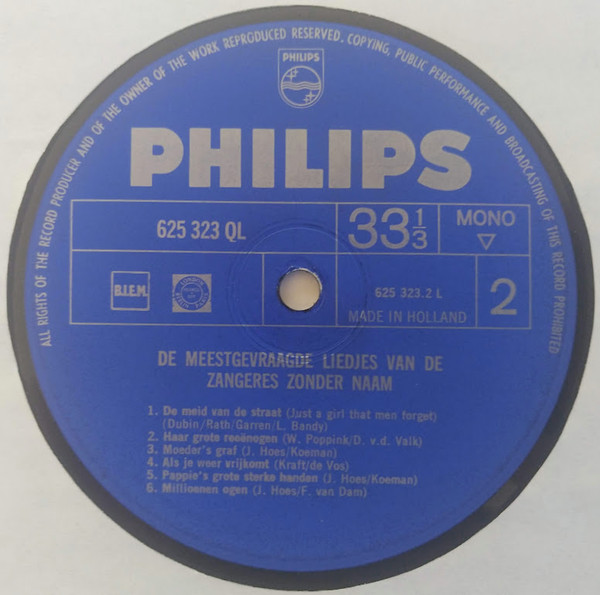 ALL RIGHTS OF THE RECORD PRODUCER AND OF THE OWNER OF THE WORK REPRODUCED RESERVED. COPYING, PUBLIC PERFORMANCE AND BROADCASTING OF THIS RECORD PROHIBITED
PHILIPS
PHILIPS
625 323 QL
33 1/3
MONO
B.I.E.M.
625 323.2 L
MADE IN HOLLAND
2
DE MEESTGEVRAAGDE LIEDJES VAN DE
ZANGERES ZONDER NAAM
1. De meid van de straat (Just a girl that men forget)
(Dubin/Rath/Garren/L. Bandy)
2. Haar grote reeënogen (W. Poppink/D. v.d. Valk)
3. Moeder's graf (J. Hoes/Koeman)
4. Als je weer vrijkomt (Kraft/de Vos)
5. Pappie's grote sterke handen (J. Hoes/Koeman)
6. Millioenen ogen (J. Hoes/F. van Dam)